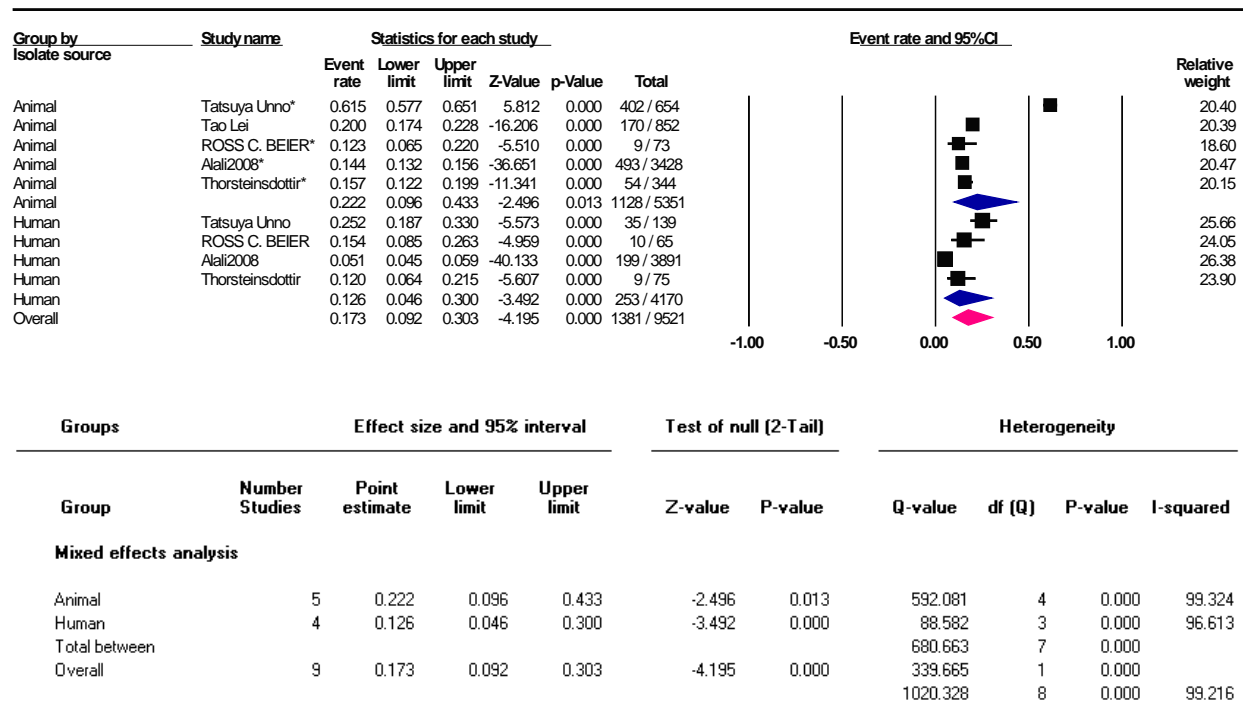 Group by Study name Statistics for each study Event rate and 95%CI
Isolate source
Event rate Lower limit Upper limit Z-Value p-Value Total Relative weight
Animal Tatsuya Unno* 0.615 0.577 0.651 5.812 0.000 402 / 654 20.40
Animal Tao Lei 0.200 0.174 0.228 -16.206 0.000 170 / 852 20.39
Animal ROSS C. BEIER* 0.123 0.065 0.220 -5.510 0.000 9 / 73 18.60
Animal Alali2008* 0.144 0.132 0.156 -36.651 0.000 493 / 3428 20.47
Animal Thorsteinsdottir* 0.157 0.122 0.199 -11.341 0.000 54 / 344 20.15
Animal 0.222 0.096 0.433 -2.496 0.013 1128 / 5351
Human Tatsuya Unno 0.252 0.187 0.330 -5.573 0.000 35 / 139 25.66
Human ROSS C. BEIER 0.154 0.085 0.263 -4.959 0.000 10 / 65 24.05
Human Alali2008 0.051 0.045 0.059 -40.133 0.000 199 / 3891 26.38
Human Thorsteinsdottir 0.120 0.064 0.215 -5.607 0.000 9 / 75 23.90
Human 0.126 0.046 0.300 -3.492 0.000 253 / 4170
Overall 0.173 0.092 0.303 -4.195 0.000 1381 / 9521
-1.00 -0.50 0.00 0.50 1.00
Groups Effect size and 95% interval Test of null (2-Tail) Heterogeneity
Group Number Studies Point estimate Lower limit Upper limit Z-value P-value Q-value df (Q) P-value I-squared
Mixed effects analysis
Animal 5 0.222 0.096 0.433 -2.496 0.013 592.081 4 0.000 99.324
Human 4 0.126 0.046 0.300 -3.492 0.000 88.582 3 0.000 96.613
Total between 680.663 7 0.000
Overall 9 0.173 0.092 0.303 -4.195 0.000 339.665 1 0.000
1020.328 8 0.000 99.216